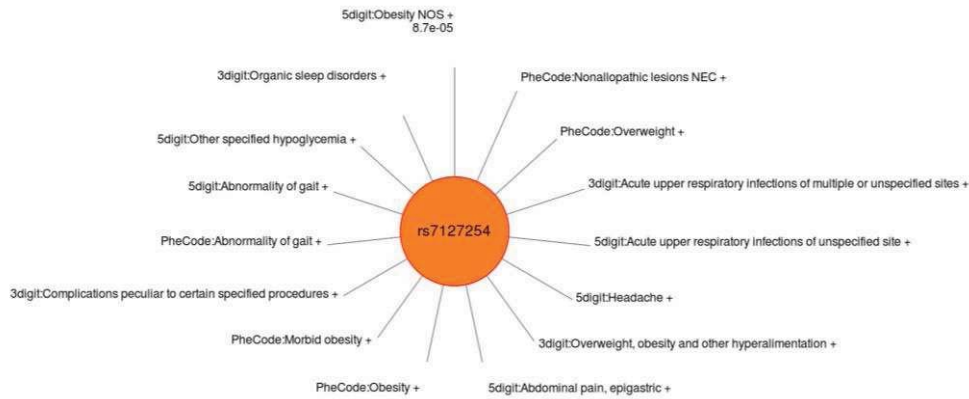 5digit:Obesity NOS +
8.7e-05
3digit:Organic sleep disorders +
PheCode:Nonallopathic lesions NEC +
5digit:Other specified hypoglycemia +
PheCode:Overweight +
5digit:Abnormality of gait +
3digit:Acute upper respiratory infections of multiple or unspecified sites +
rs7127254
PheCode:Abnormality of gait +
5digit:Acute upper respiratory infections of unspecified site +
3digit:Complications peculiar to certain specified procedures +
5digit:Headache +
PheCode:Morbid obesity +
3digit:Overweight, obesity and other hyperalimentation +
PheCode:Obesity +
5digit:Abdominal pain, epigastric +